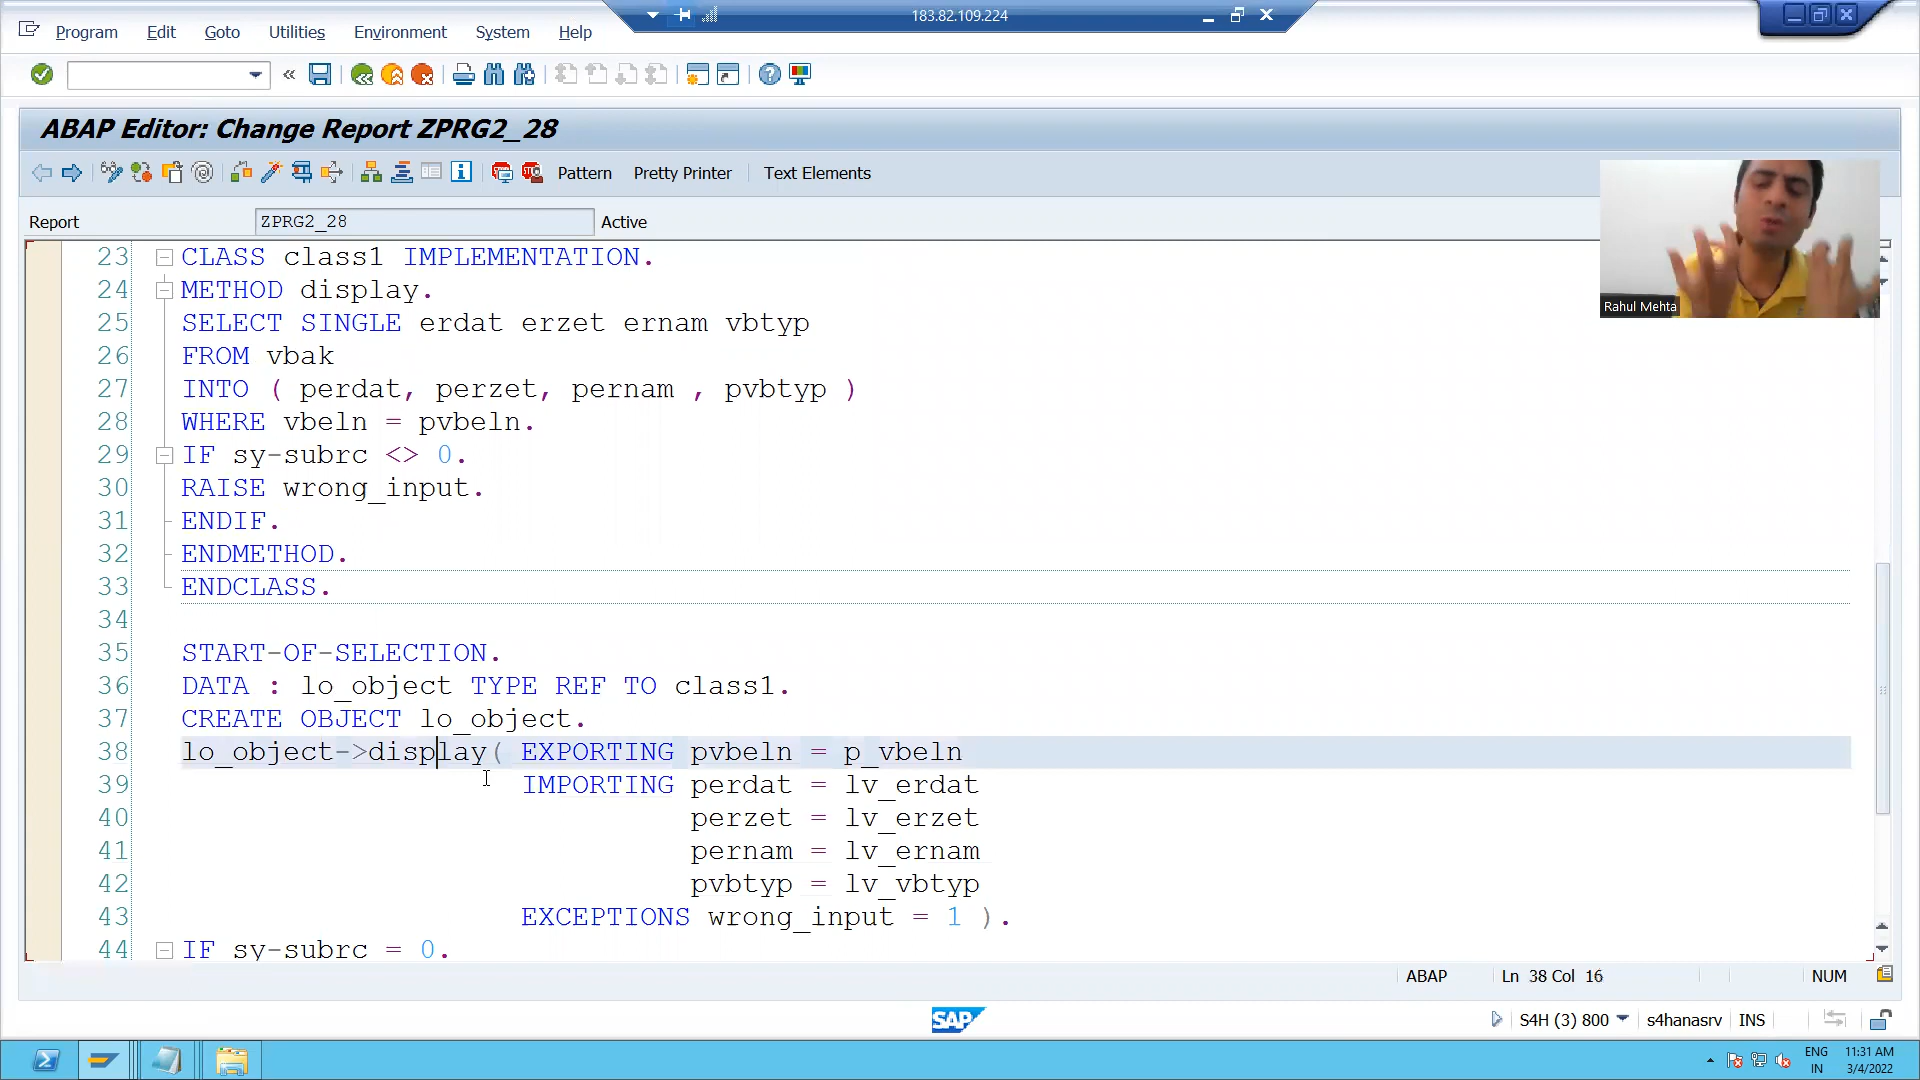 183.82.109.224
Program Edit Goto Utilities Environment System Help
ABAP Editor: Change Report ZPRG2_28
Pattern Pretty Printer Text Elements
Report ZPRG2_28 Active
Rahul Mehta
23 CLASS class1 IMPLEMENTATION.
24 METHOD display.
25 SELECT SINGLE erdat erzet ernam vbtyp
26 FROM vbak
27 INTO ( perdat, perzet, pernam , pvbtyp )
28 WHERE vbeln = pvbeln.
29 IF sy-subrc <> 0.
30 RAISE wrong_input.
31 ENDIF.
32 ENDMETHOD.
33 ENDCLASS.
34
35 START-OF-SELECTION.
36 DATA : lo_object TYPE REF TO class1.
37 CREATE OBJECT lo_object.
38 lo_object->display( EXPORTING pvbeln = p_vbeln
39 IMPORTING perdat = lv_erdat
40 perzet = lv_erzet
41 pernam = lv_ernam
42 pvbtyp = lv_vbtyp
43 EXCEPTIONS wrong_input = 1 ).
44 IF sy-subrc = 0.
ABAP Ln 38 Col 16 NUM
SAP
S4H (3) 800 s4hanasrv INS
ENG 11:31 AM
IN 3/4/2022